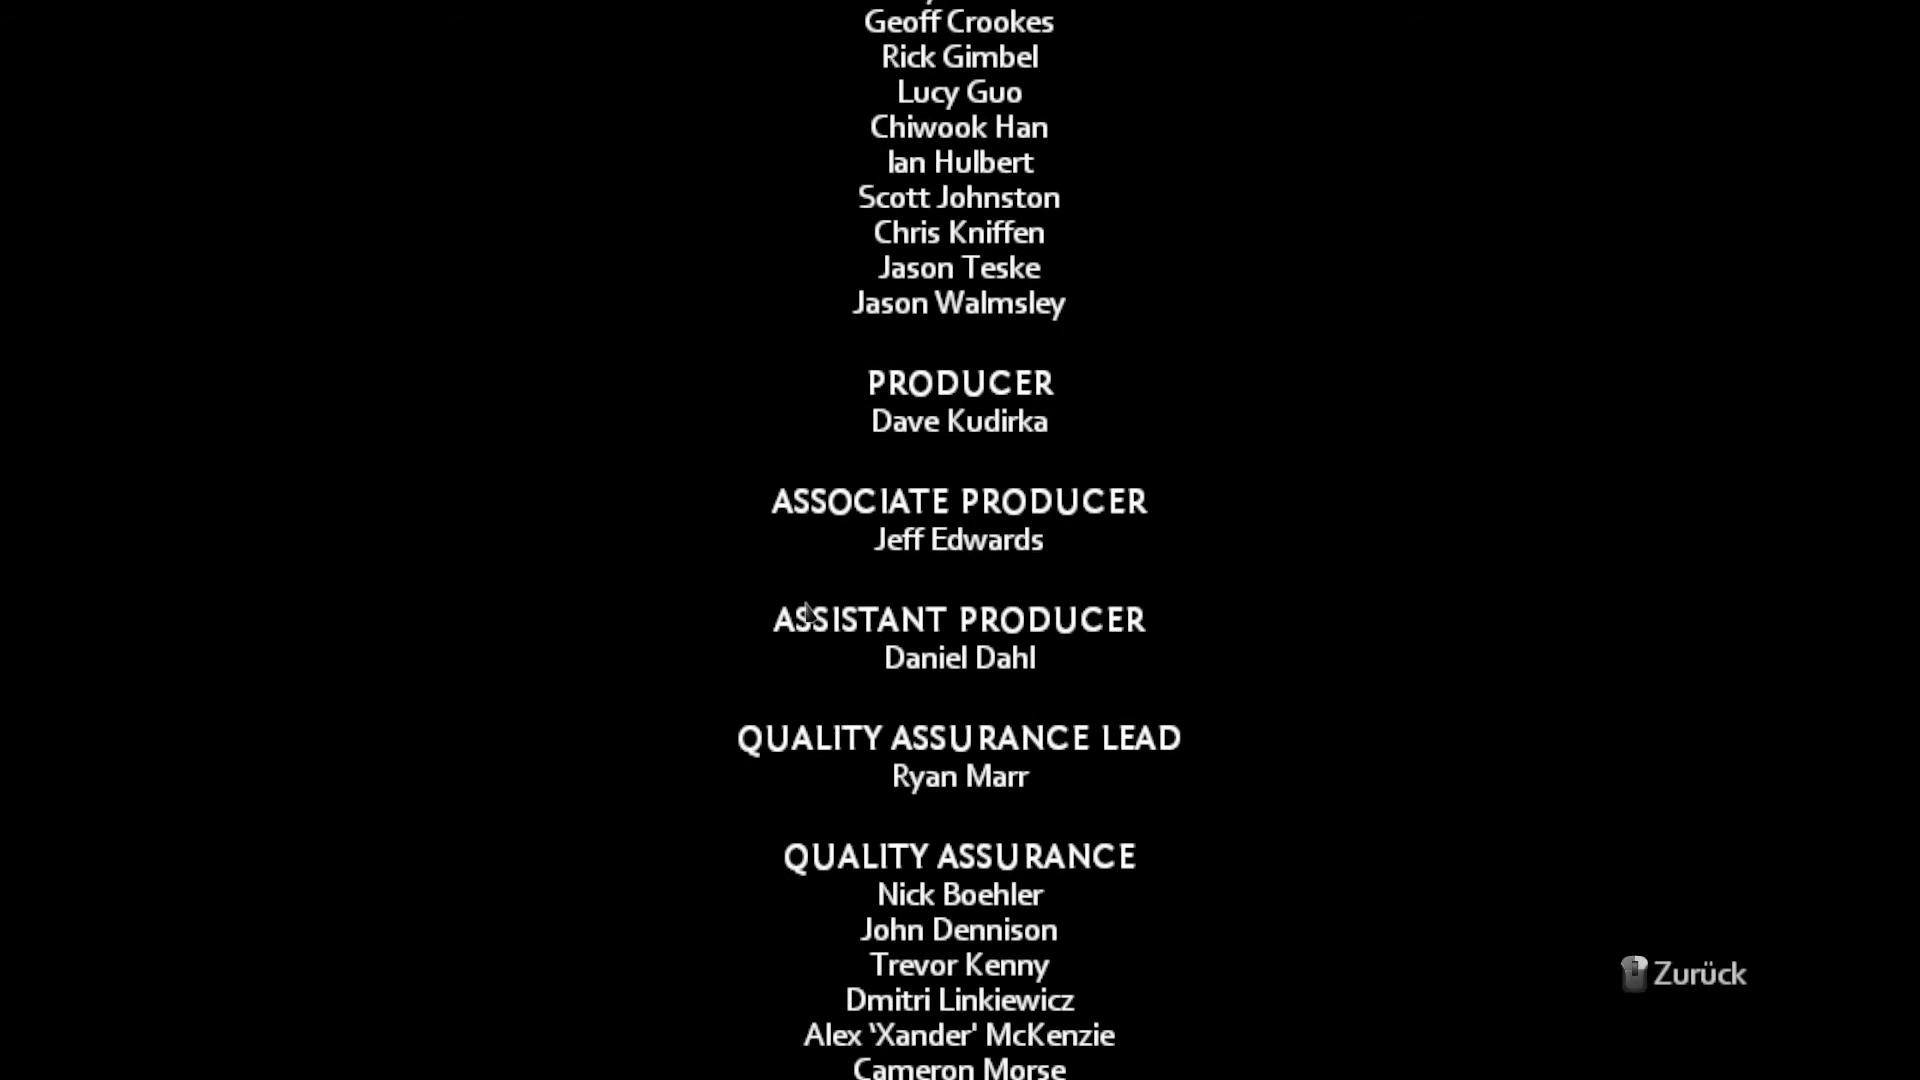 Geoff Crookes
Rick Gimbel
Lucy Guo
Chiwook Han
Ian Hulbert
Scott Johnston
Chris Kniffen
Jason Teske
Jason Walmsley
PRODUCER
Dave Kudirka
ASSOCIATE PRODUCER
Jeff Edwards
ASSISTANT PRODUCER
Daniel Dahl
QUALITY ASSURANCE LEAD
Ryan Marr
QUALITY ASSURANCE
Nick Boehler
John Dennison
Trevor Kenny
Zurück
Dmitri Linkiewicz
Alex ‘Xander' McKenzie
Cameron Morse